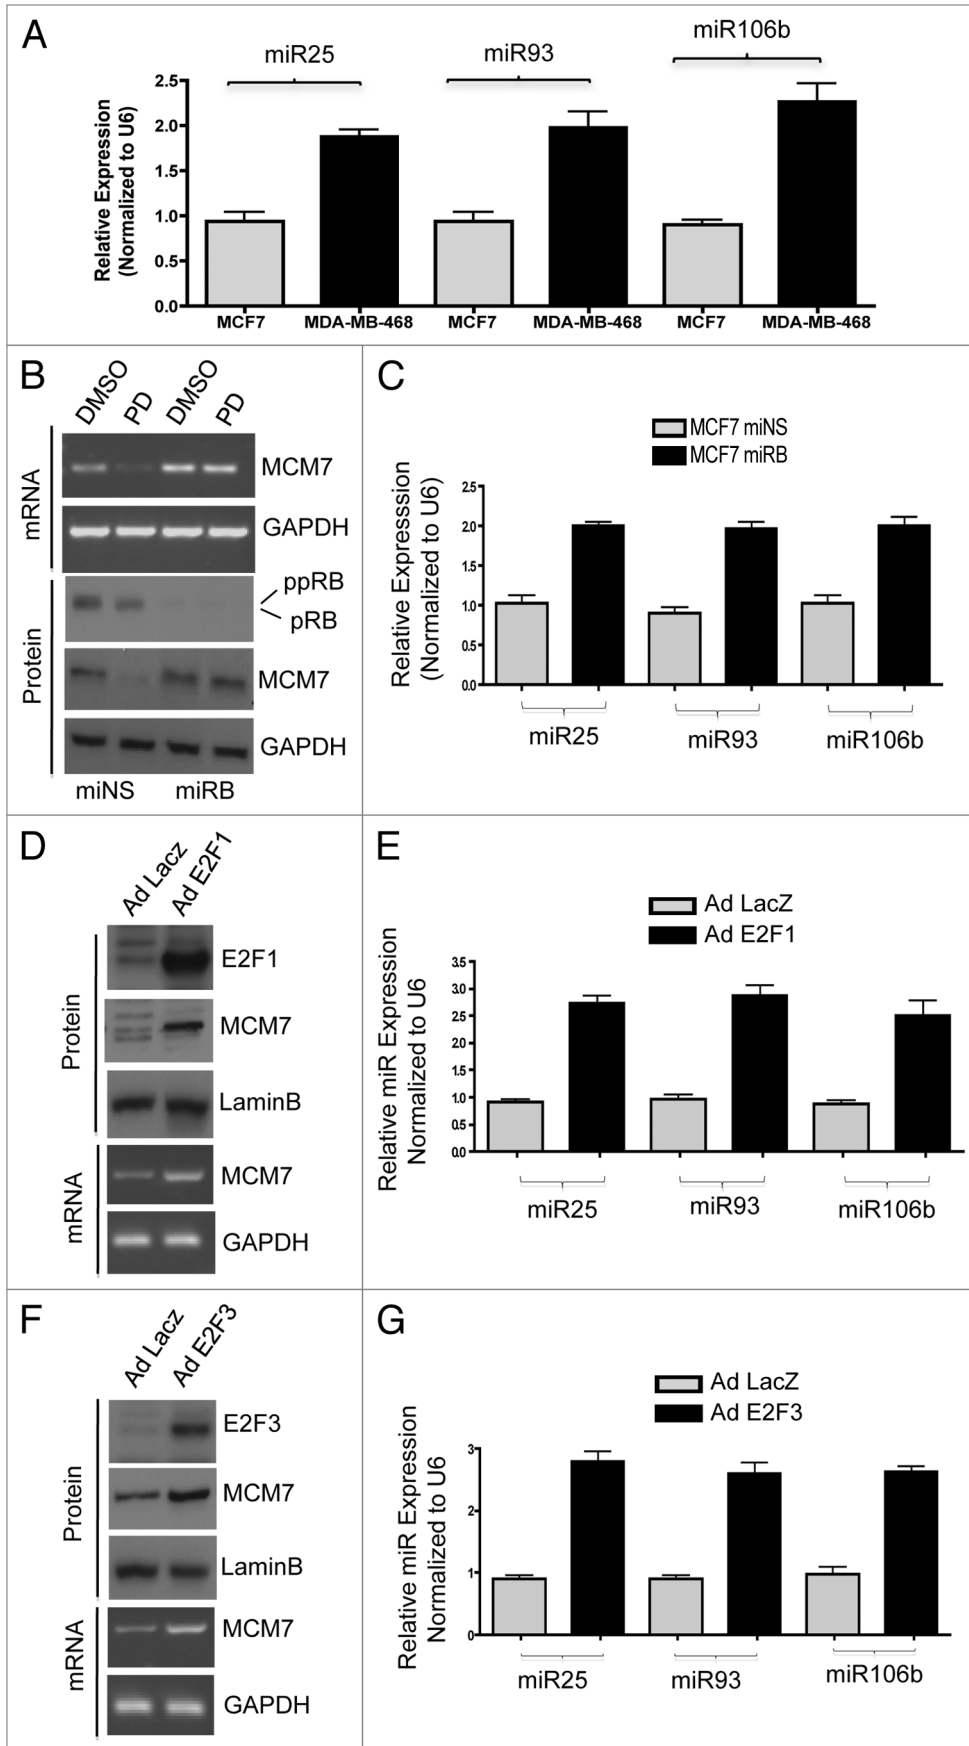 A
miR25
miR93
miR106b
Relative Expression
(Normalized to U6)
2.5
2.0
1.5
1.0
0.5
0.0
MCF7 MDA-MB-468 MCF7 MDA-MB-468 MCF7 MDA-MB-468
B
DMSO PD DMSO PD
mRNA
MCM7
GAPDH
Protein
ppRB
pRB
MCM7
GAPDH
miNS miRB
C
MCF7 miNS
MCF7 miRB
Relative Expresssion
(Normalized to U6)
2.5
2.0
1.5
1.0
0.5
0.0
miR25 miR93 miR106b
D
Ad Lacz Ad E2F1
Protein
E2F1
MCM7
LaminB
mRNA
MCM7
GAPDH
E
Ad LacZ
Ad E2F1
Relative miR Expression
Normalized to U6
3.5
3.0
2.5
2.0
1.5
1.0
0.5
0.0
miR25 miR93 miR106b
F
Ad Lacz Ad E2F3
Protein
E2F3
MCM7
LaminB
mRNA
MCM7
GAPDH
G
Ad LacZ
Ad E2F3
Relative miR Expression
Normalized to U6
3
2
1
0
miR25 miR93 miR106b